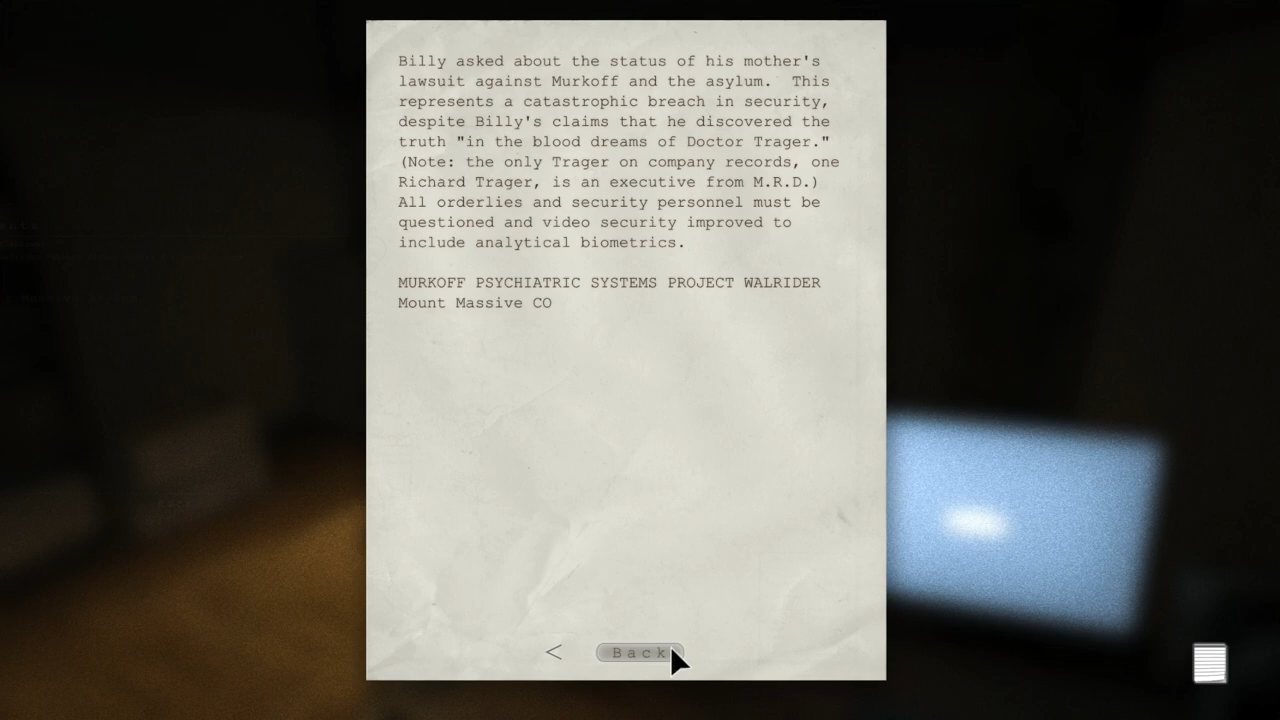 Billy asked about the status of his mother's
lawsuit against Murkoff and the asylum.  This
represents a catastrophic breach in security,
despite Billy's claims that he discovered the
truth "in the blood dreams of Doctor Trager."
(Note: the only Trager on company records, one
Richard Trager, is an executive from M.R.D.)
All orderlies and security personnel must be
questioned and video security improved to
include analytical biometrics.
MURKOFF PSYCHIATRIC SYSTEMS PROJECT WALRIDER
Mount Massive CO
< Back